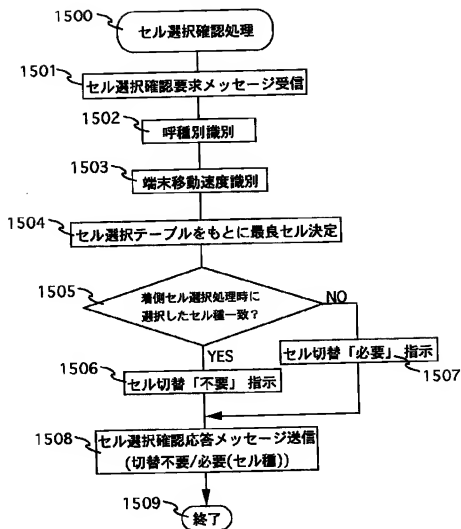 1500
セル選択確認処理
1501
セル選択確認要求メッセージ受信
1502
呼種別識別
1503
端末移動速度識別
1504
セル選択テーブルをもとに最良セル決定
1505
着側セル選択処理時に
選択したセル種一致?
NO
YES
1506
セル切替「不要」指示
セル切替「必要」指示
1507
1508
セル選択確認応答メッセージ送信
(切替不要/必要(セル種))
1509
終了